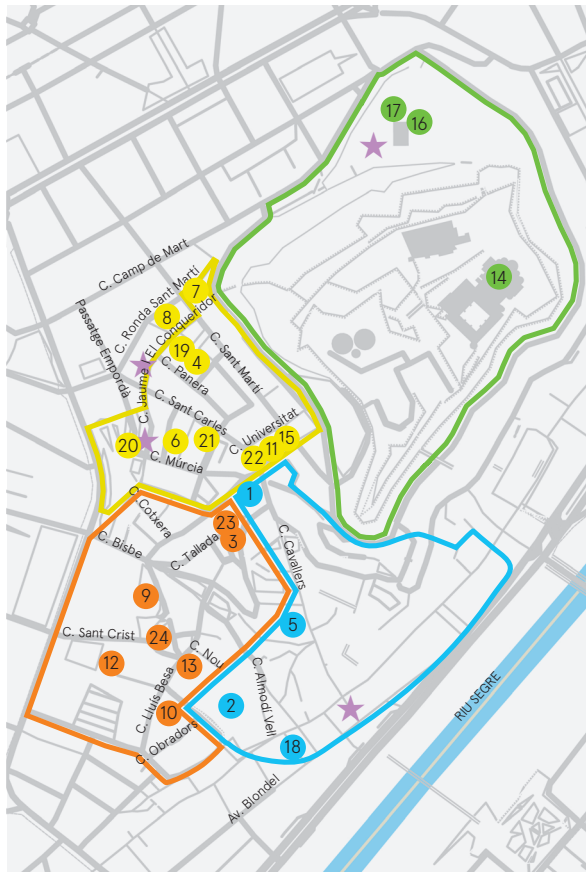 17
16
14
C. Camp de Mart
C. Ronda Sant Martí
7
8
C. Jaume I El Conqueridor
Passatge Empordà
19
4
C. Panera
C. Sant Martí
C. Sant Carles
C. Universitat
20
6
21
15
11
22
C. Múrcia
1
C. Cotxera
23
3
C. Tallada
C. Bisbe
C. Cavallers
9
5
C. Sant Crist
24
C. Nou
12
13
C. Almodí Vell
C. Lluís Besa
10
2
C. Obradors
18
Av. Blondel
RIU SEGRE